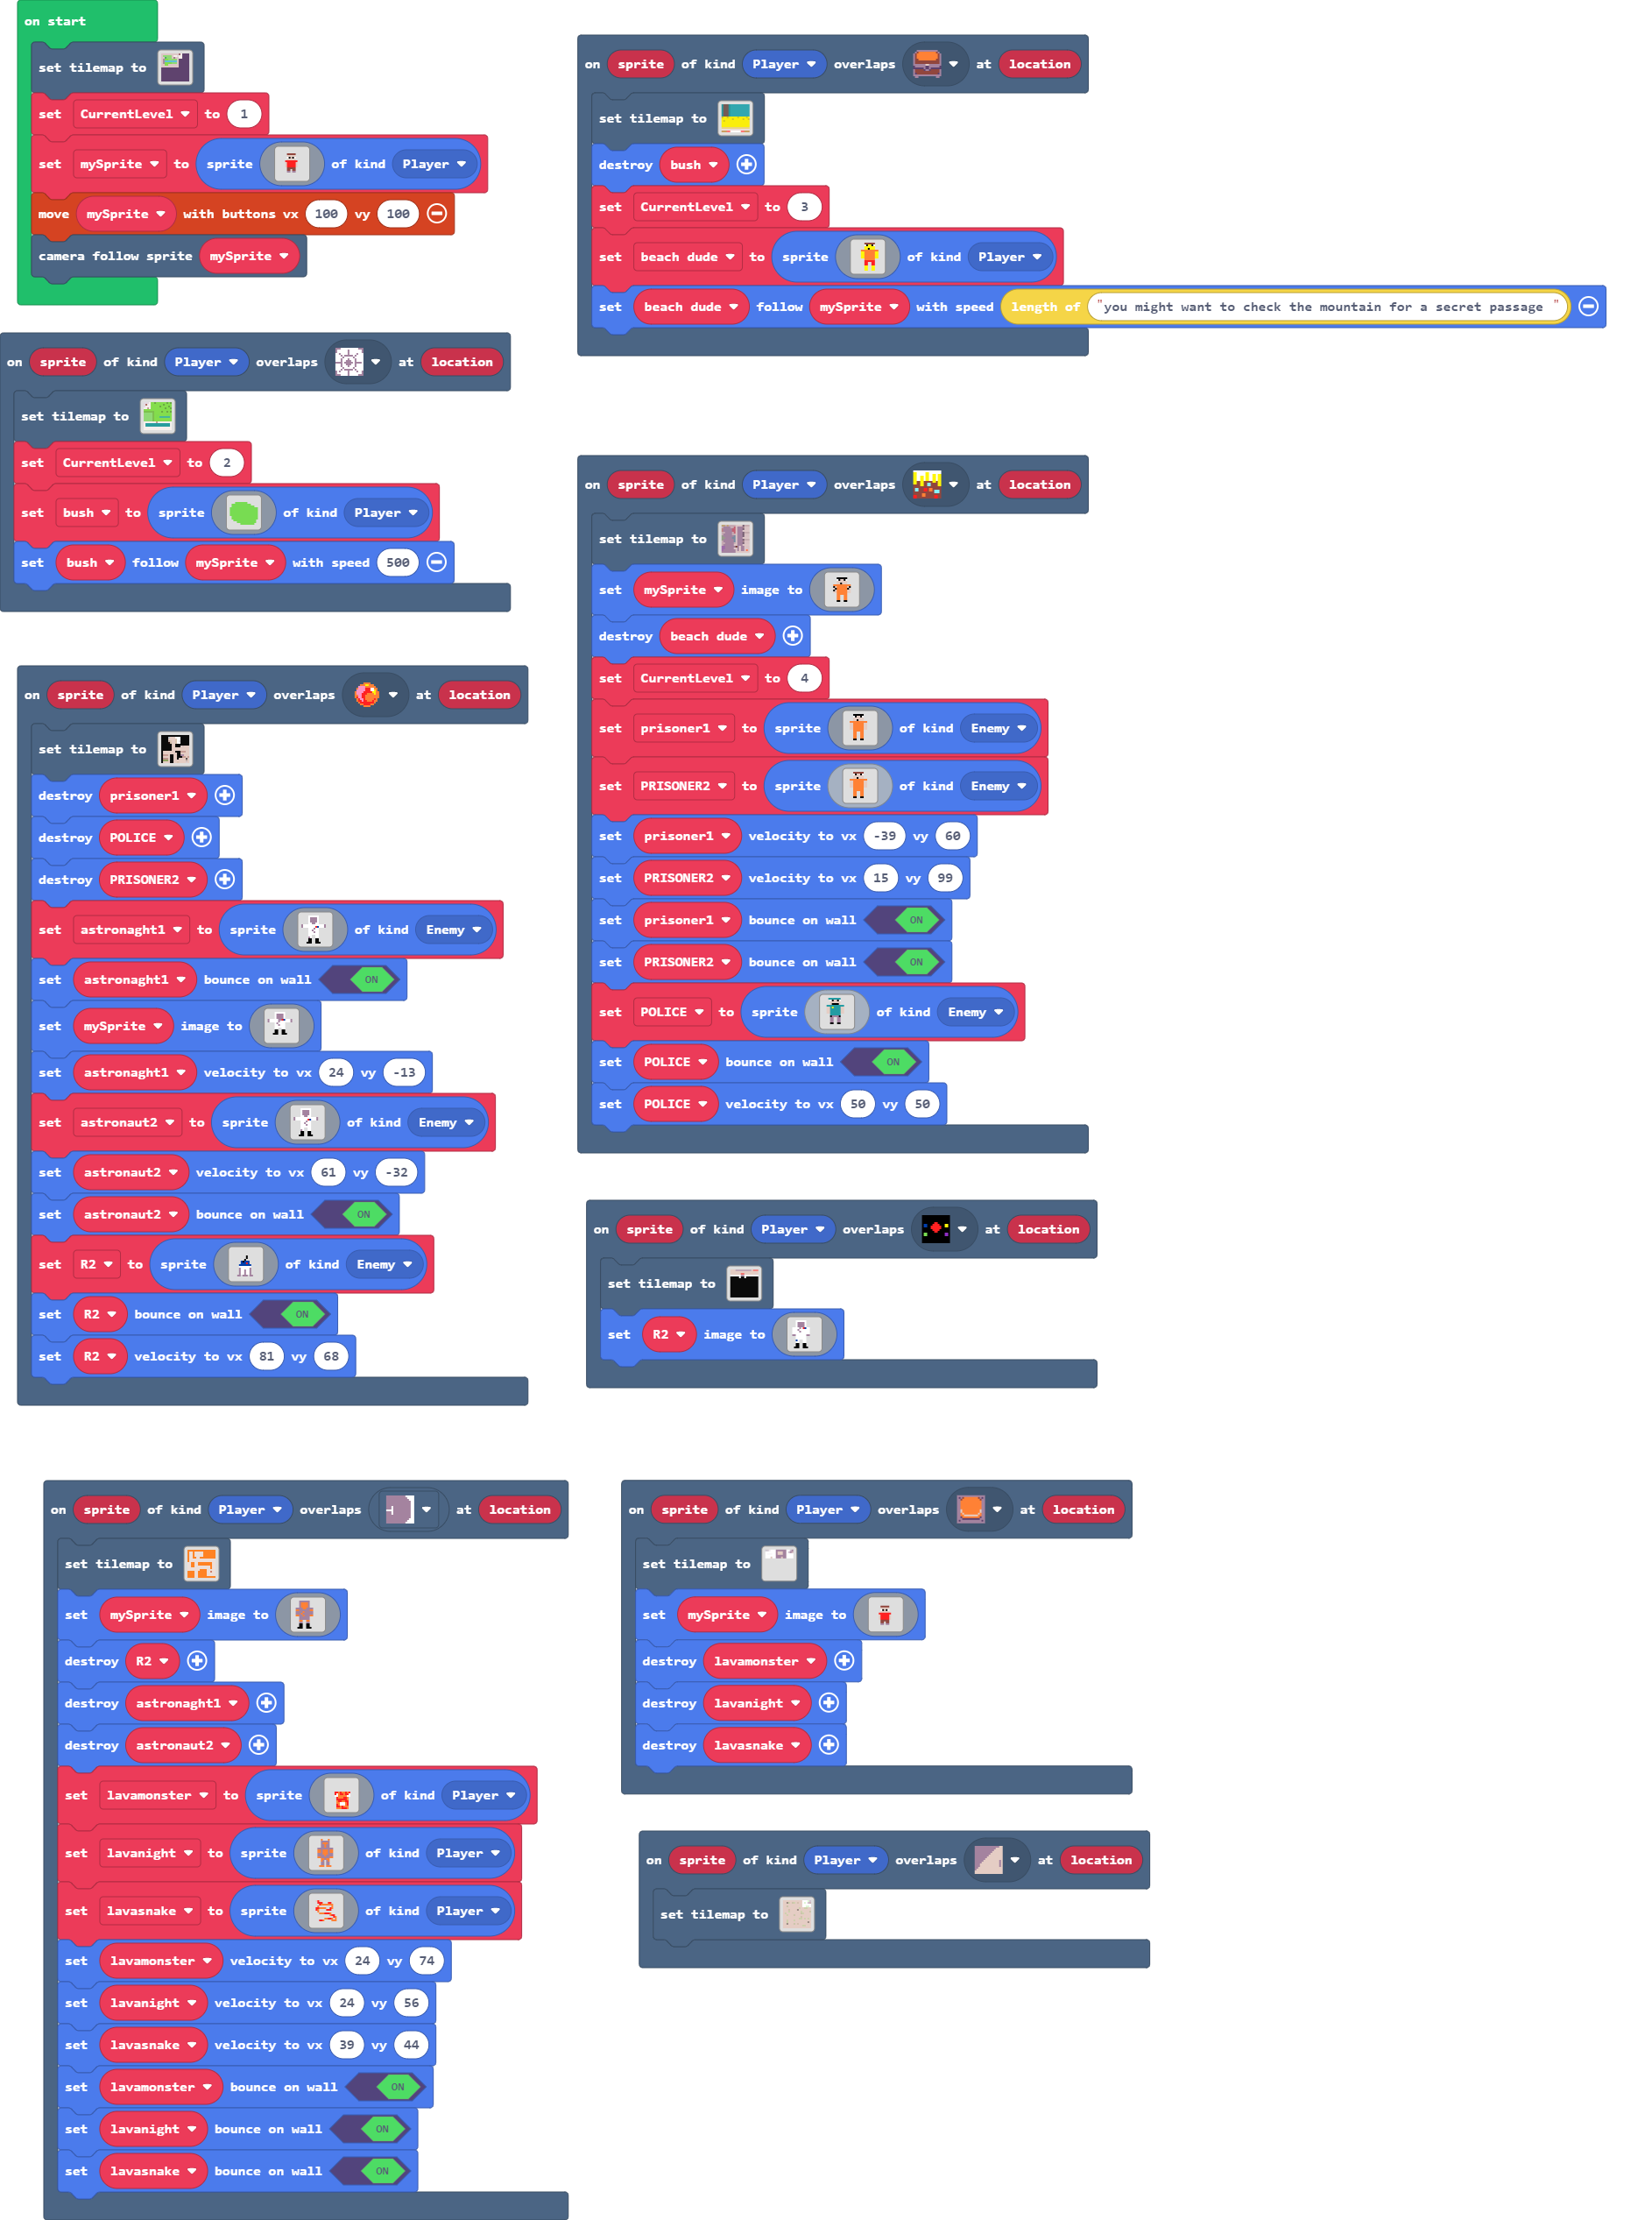 on start
set tilemap to
set CurrentLevel to 1
set mySprite to sprite of kind Player
move mySprite with buttons vx 100 vy 100
camera follow sprite mySprite
on sprite of kind Player overlaps at location
set tilemap to
set CurrentLevel to 2
set bush to sprite of kind Player
set bush follow mySprite with speed 500
on sprite of kind Player overlaps at location
set tilemap to
destroy prisoner1
destroy POLICE
destroy PRISONER2
set astronaght1 to sprite of kind Enemy
set astronaght1 bounce on wall ON
set mySprite image to
set astronaght1 velocity to vx 24 vy -13
set astronaut2 to sprite of kind Enemy
set astronaut2 velocity to vx 61 vy -32
set astronaut2 bounce on wall ON
set R2 to sprite of kind Enemy
set R2 bounce on wall ON
set R2 velocity to vx 81 vy 68
on sprite of kind Player overlaps at location
set tilemap to
set mySprite image to
destroy R2
destroy astronaght1
destroy astronaut2
set lavamonster to sprite of kind Player
set lavanight to sprite of kind Player
set lavasnake to sprite of kind Player
set lavamonster velocity to vx 24 vy 74
set lavanight velocity to vx 24 vy 56
set lavasnake velocity to vx 39 vy 44
set lavamonster bounce on wall ON
set lavanight bounce on wall ON
set lavasnake bounce on wall ON
on sprite of kind Player overlaps at location
set tilemap to
destroy bush
set CurrentLevel to 3
set beach dude to sprite of kind Player
set beach dude follow mySprite with speed length of "you might want to check the mountain for a secret passage "
on sprite of kind Player overlaps at location
set tilemap to
set mySprite image to
destroy beach dude
set CurrentLevel to 4
set prisoner1 to sprite of kind Enemy
set PRISONER2 to sprite of kind Enemy
set prisoner1 velocity to vx -39 vy 60
set PRISONER2 velocity to vx 15 vy 99
set prisoner1 bounce on wall ON
set PRISONER2 bounce on wall ON
set POLICE to sprite of kind Enemy
set POLICE bounce on wall ON
set POLICE velocity to vx 50 vy 50
on sprite of kind Player overlaps at location
set tilemap to
set R2 image to
on sprite of kind Player overlaps at location
set tilemap to
set mySprite image to
destroy lavamonster
destroy lavanight
destroy lavasnake
on sprite of kind Player overlaps at location
set tilemap to